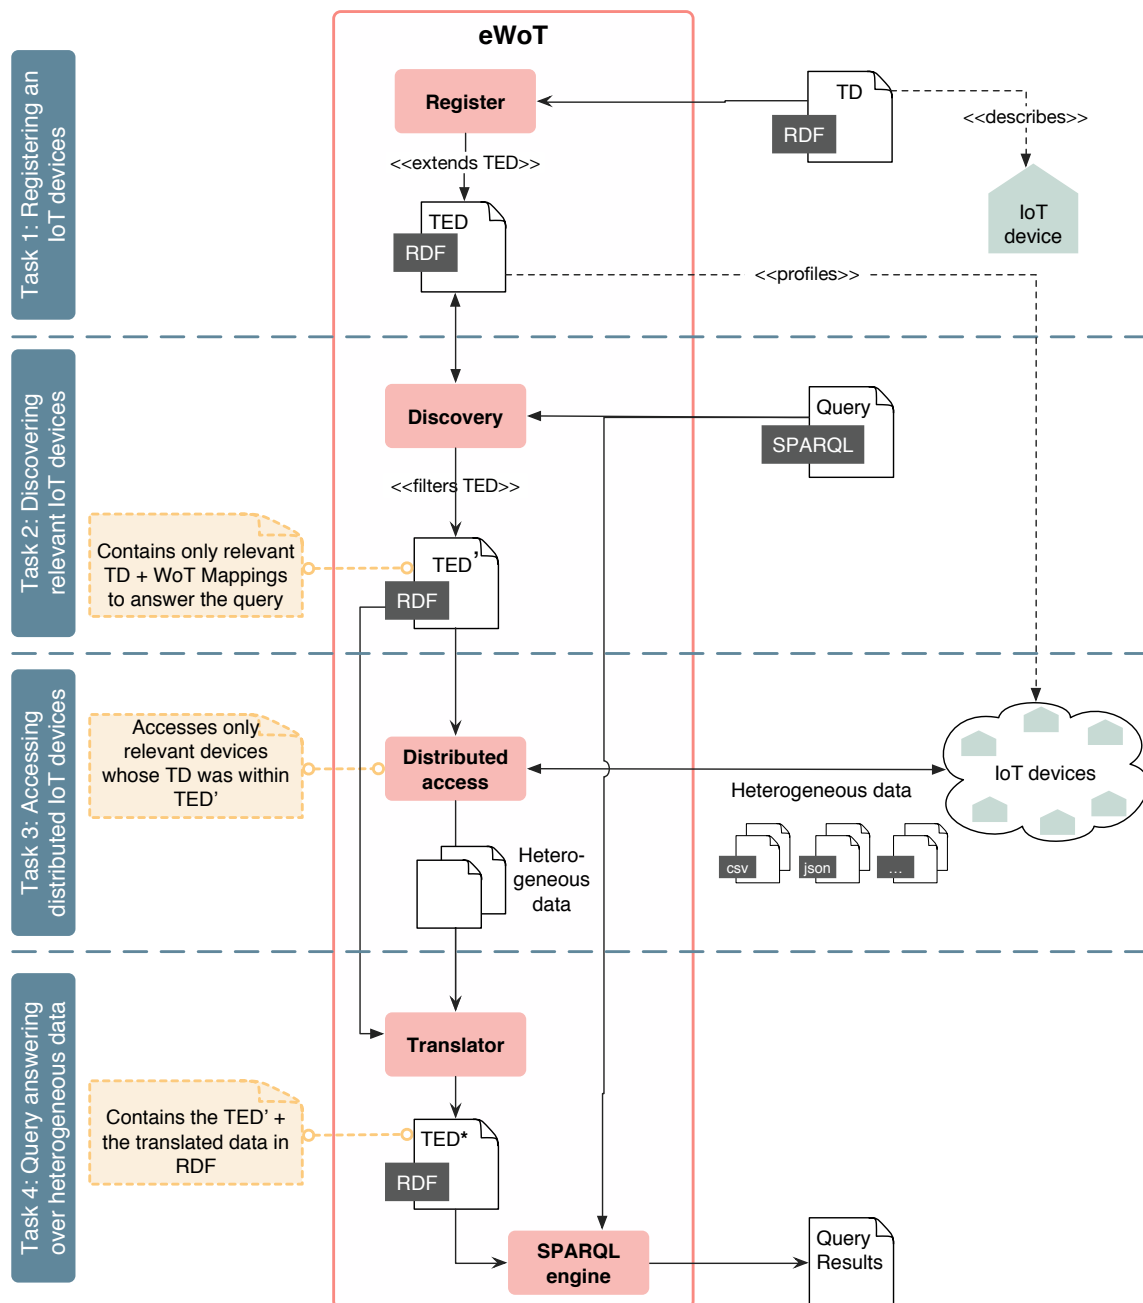 eWoT
Task 1: Registering an
IoT devices
Register
TD
RDF
<<describes>>
<<extends TED>>
IoT
device
TED
RDF
<<profiles>>
Task 2: Discovering
relevant IoT devices
Discovery
Query
SPARQL
<<filters TED>>
Contains only relevant
TD + WoT Mappings
to answer the query
TED’
RDF
Task 3: Accessing
distributed IoT devices
Accesses only
relevant devices
whose TD was within
TED’
Distributed
access
IoT devices
Heterogeneous data
csv
json
...
Hetero-
geneous
data
Task 4: Query answering
over heterogeneous data
Translator
Contains the TED’ +
the translated data in
RDF
TED*
RDF
SPARQL
engine
Query
Results